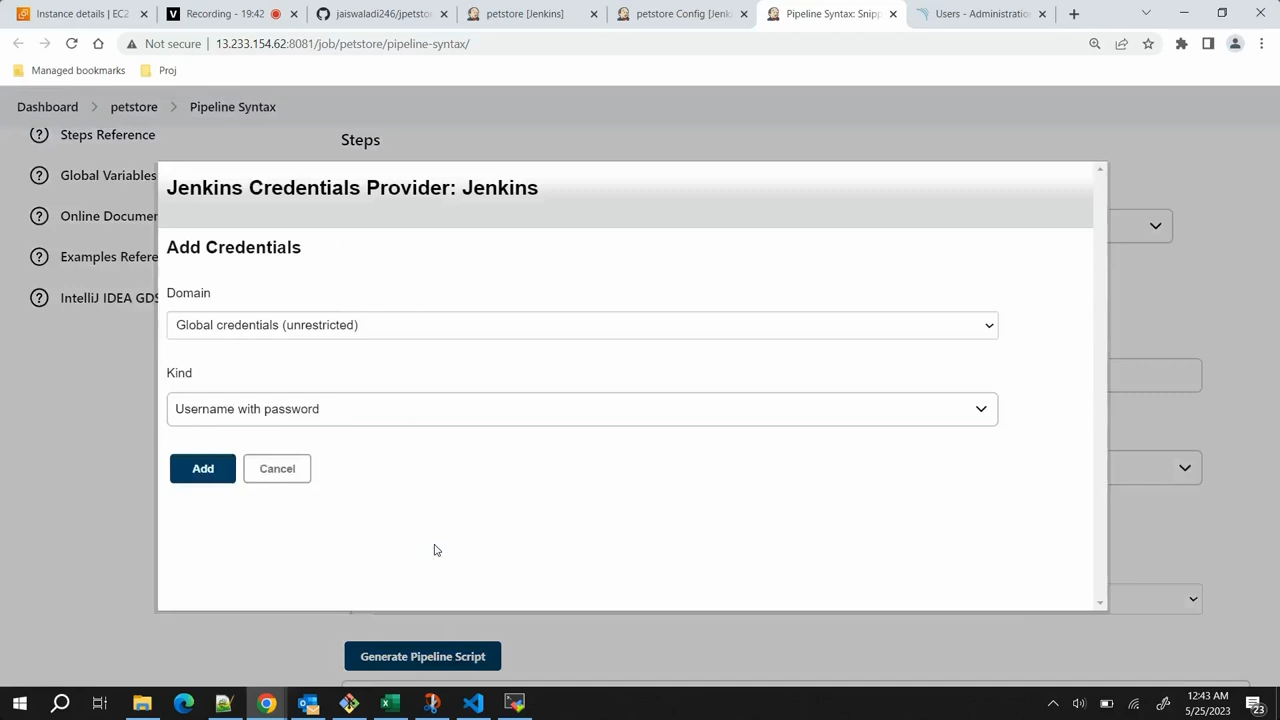 Instance details | EC2
Recording - 19:42
jaiswaladi246/jpetstor
petstore [Jenkins]
petstore Config [Jenk
Pipeline Syntax: Snipp
Users - Administratio
Not secure
13.233.154.62:8081/job/petstore/pipeline-syntax/
Managed bookmarks
Proj
Dashboard
petstore
Pipeline Syntax
Steps Reference
Global Variables
Online Documen
Examples Refere
IntelliJ IDEA GDS
Steps
Jenkins Credentials Provider: Jenkins
Add Credentials
Domain
Global credentials (unrestricted)
Kind
Username with password
Add
Cancel
Generate Pipeline Script
12:43 AM
5/25/2023
23